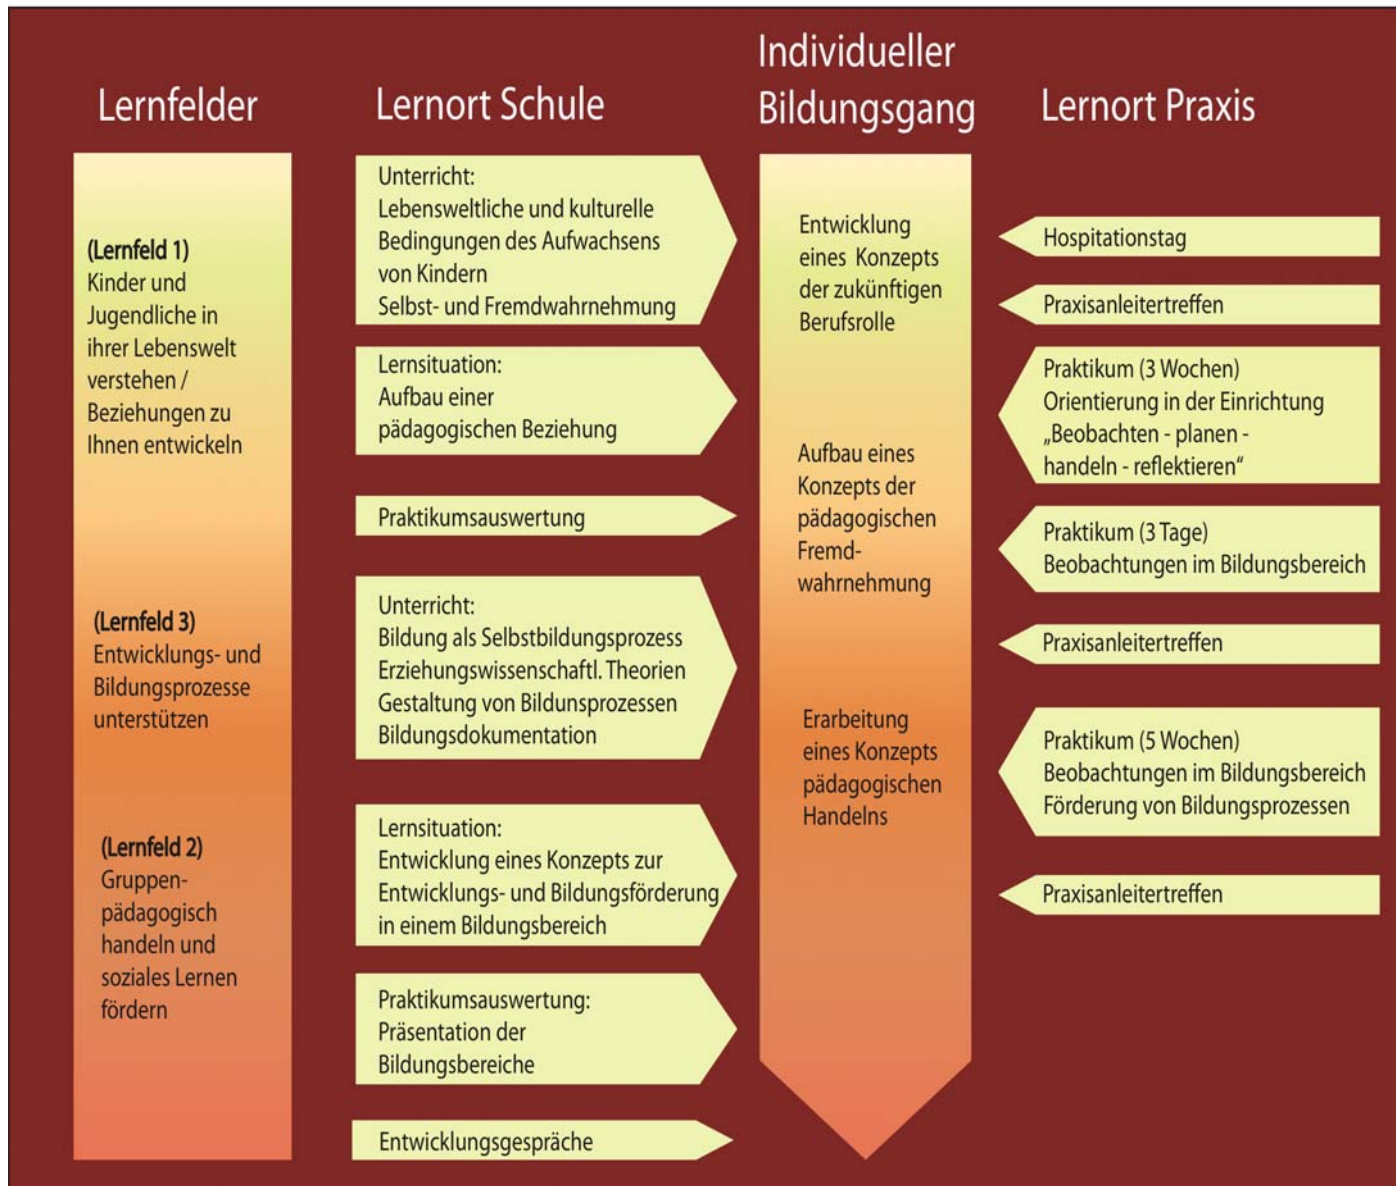 Lernfelder
Lernort Schule
Individueller
Bildungsgang
Lernort Praxis
(Lernfeld 1)
Kinder und
Jugendliche in
ihrer Lebenswelt
verstehen /
Beziehungen zu
Ihnen entwickeln
(Lernfeld 3)
Entwicklungs- und
Bildungsprozesse
unterstützen
(Lernfeld 2)
Gruppen-
pädagogisch
handeln und
soziales Lernen
fördern
Unterricht:
Lebensweltliche und kulturelle
Bedingungen des Aufwachsens
von Kindern
Selbst- und Fremdwahrnehmung
Lernsituation:
Aufbau einer
pädagogischen Beziehung
Praktikumsauswertung
Unterricht:
Bildung als Selbstbildungsprozess
Erziehungswissenschaftl. Theorien
Gestaltung von Bildunsprozessen
Bildungsdokumentation
Lernsituation:
Entwicklung eines Konzepts zur
Entwicklungs- und Bildungsförderung
in einem Bildungsbereich
Praktikumsauswertung:
Präsentation der
Bildungsbereiche
Entwicklungsgespräche
Entwicklung
eines Konzepts
der zukünftigen
Berufsrolle
Aufbau eines
Konzepts der
pädagogischen
Fremd-
wahrnehmung
Erarbeitung
eines Konzepts
pädagogischen
Handelns
Hospitationstag
Praxisanleitertreffen
Praktikum (3 Wochen)
Orientierung in der Einrichtung
„Beobachten - planen -
handeln - reflektieren“
Praktikum (3 Tage)
Beobachtungen im Bildungsbereich
Praxisanleitertreffen
Praktikum (5 Wochen)
Beobachtungen im Bildungsbereich
Förderung von Bildungsprozessen
Praxisanleitertreffen